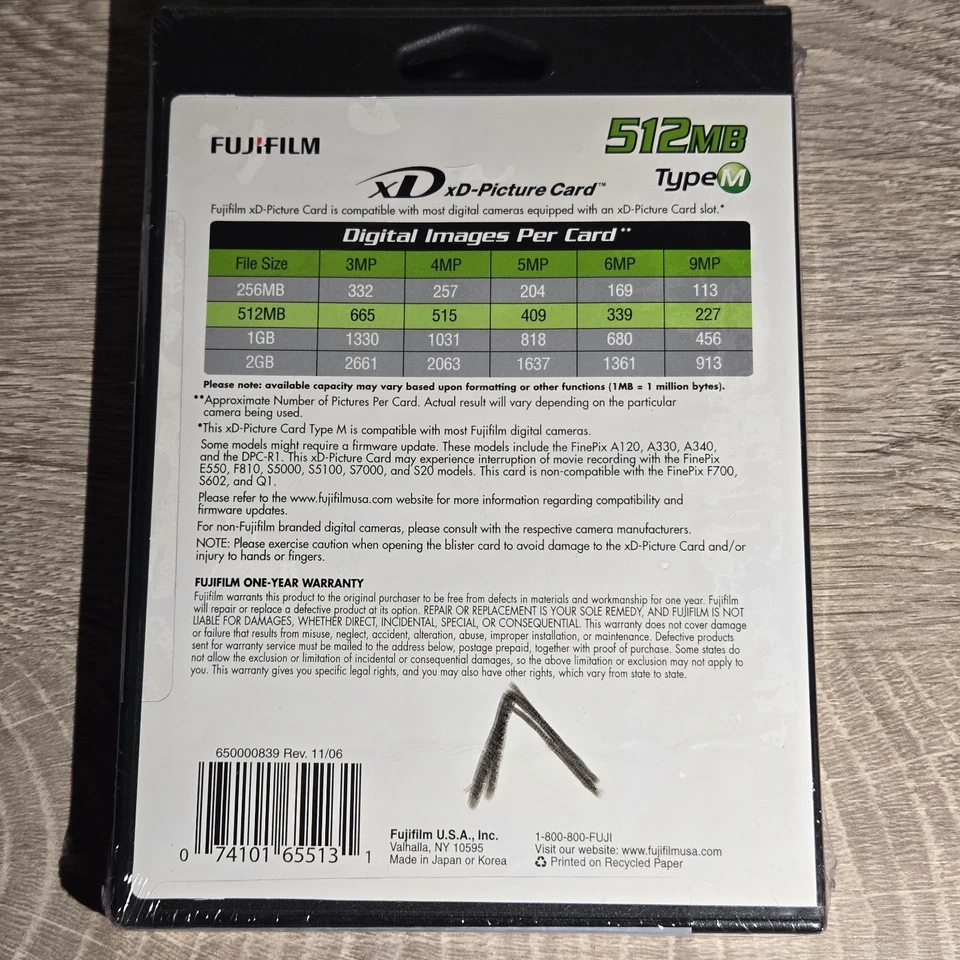 FUJIFILM
512MB
TypeM
xD xD-Picture Card™
Fujifilm xD-Picture Card is compatible with most digital cameras equipped with an xD-Picture Card slot.*
Digital Images Per Card**
File Size 3MP 4MP 5MP 6MP 9MP
256MB 332 257 204 169 113
512MB 665 515 409 339 227
1GB 1330 1031 818 680 456
2GB 2661 2063 1637 1361 913
Please note: available capacity may vary based upon formatting or other functions (1MB = 1 million bytes).
**Approximate Number of Pictures Per Card. Actual result will vary depending on the particular
camera being used.
*This xD-Picture Card Type M is compatible with most Fujifilm digital cameras.
Some models might require a firmware update. These models include the FinePix A120, A330, A340,
and the DPC-R1. This xD-Picture Card may experience interruption of movie recording with the FinePix
E550, F810, S5000, S5100, S7000, and S20 models. This card is non-compatible with the FinePix F700,
S602, and Q1.
Please refer to the www.fujifilmusa.com website for more information regarding compatibility and
firmware updates.
For non-Fujifilm branded digital cameras, please consult with the respective camera manufacturers.
NOTE: Please exercise caution when opening the blister card to avoid damage to the xD-Picture Card and/or
injury to hands or fingers.
FUJIFILM ONE-YEAR WARRANTY
Fujifilm warrants this product to the original purchaser to be free from defects in materials and workmanship for one year. Fujifilm
will repair or replace a defective product at its option. REPAIR OR REPLACEMENT IS YOUR SOLE REMEDY, AND FUJIFILM IS NOT
LIABLE FOR DAMAGES, WHETHER DIRECT, INCIDENTAL, SPECIAL, OR CONSEQUENTIAL. This warranty does not cover damage
or failure that results from misuse, neglect, accident, alteration, abuse, improper installation, or maintenance. Defective products
sent for warranty service must be mailed to the address below, postage prepaid, together with proof of purchase. Some states do
not allow the exclusion or limitation of incidental or consequential damages, so the above limitation or exclusion may not apply to
you. This warranty gives you specific legal rights, and you may also have other rights, which vary from state to state.
650000839 Rev. 11/06
0 74101 65513 1
Fujifilm U.S.A., Inc.
Valhalla, NY 10595
Made in Japan or Korea
1-800-800-FUJI
Visit our website: www.fujifilmusa.com
Printed on Recycled Paper